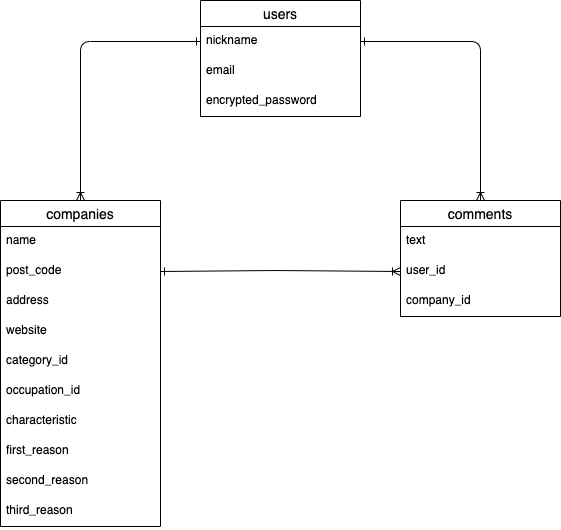 users
nickname
email
encrypted_password
companies
name
post_code
address
website
category_id
occupation_id
characteristic
first_reason
second_reason
third_reason
comments
text
user_id
company_id